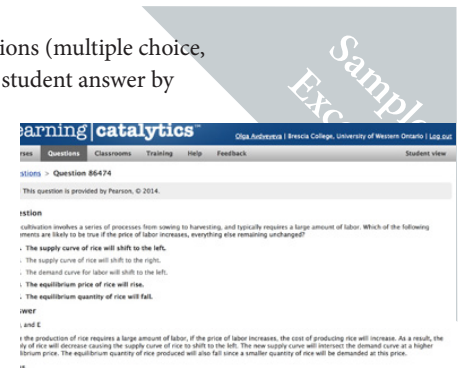 ions (multiple choice,
student answer by
Sample
Exc
earning | catalytics™
Olga Avdyeyeva | Brescia College, University of Western Ontario | Log out
rses Questions Classrooms Training Help Feedback Student view
stions > Question 86474
This question is provided by Pearson, © 2014.
estion
cultivation involves a series of processes from sowing to harvesting, and typically requires a large amount of labor. Which of the following
ements are likely to be true if the price of labor increases, everything else remaining unchanged?
. The supply curve of rice will shift to the left.
. The supply curve of rice will shift to the right.
. The demand curve for labor will shift to the left.
. The equilibrium price of rice will rise.
. The equilibrium quantity of rice will fall.
swer
, and E
the production of rice requires a large amount of labor, if the price of labor increases, the cost of producing rice will increase. As a result, the
ly of rice will decrease causing the supply curve of rice to shift to the left. The new supply curve will intersect the demand curve at a higher
librium price. The equilibrium quantity of rice produced will also fall since a smaller quantity of rice will be demanded at this price.